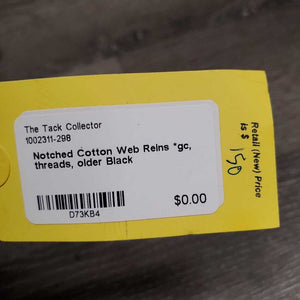 The Tack Collector
1002311-298
Notched Cotton Web Reins *gc,
threads, older Black
$0.00
D73KB4
Retail (New) Price
is $ 150